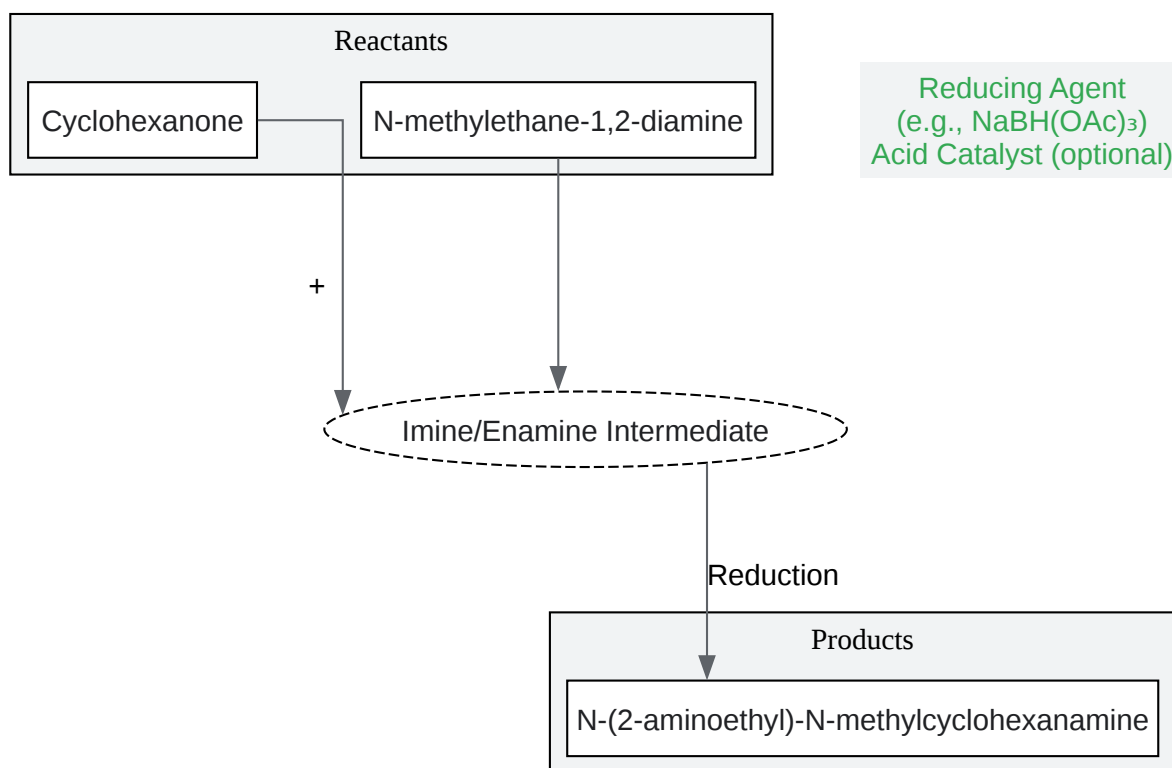 Reactants
Cyclohexanone
N-methylethane-1,2-diamine
Reducing Agent
(e.g., NaBH(OAc)₃)
Acid Catalyst (optional)
+
Imine/Enamine Intermediate
Reduction
Products
N-(2-aminoethyl)-N-methylcyclohexanamine